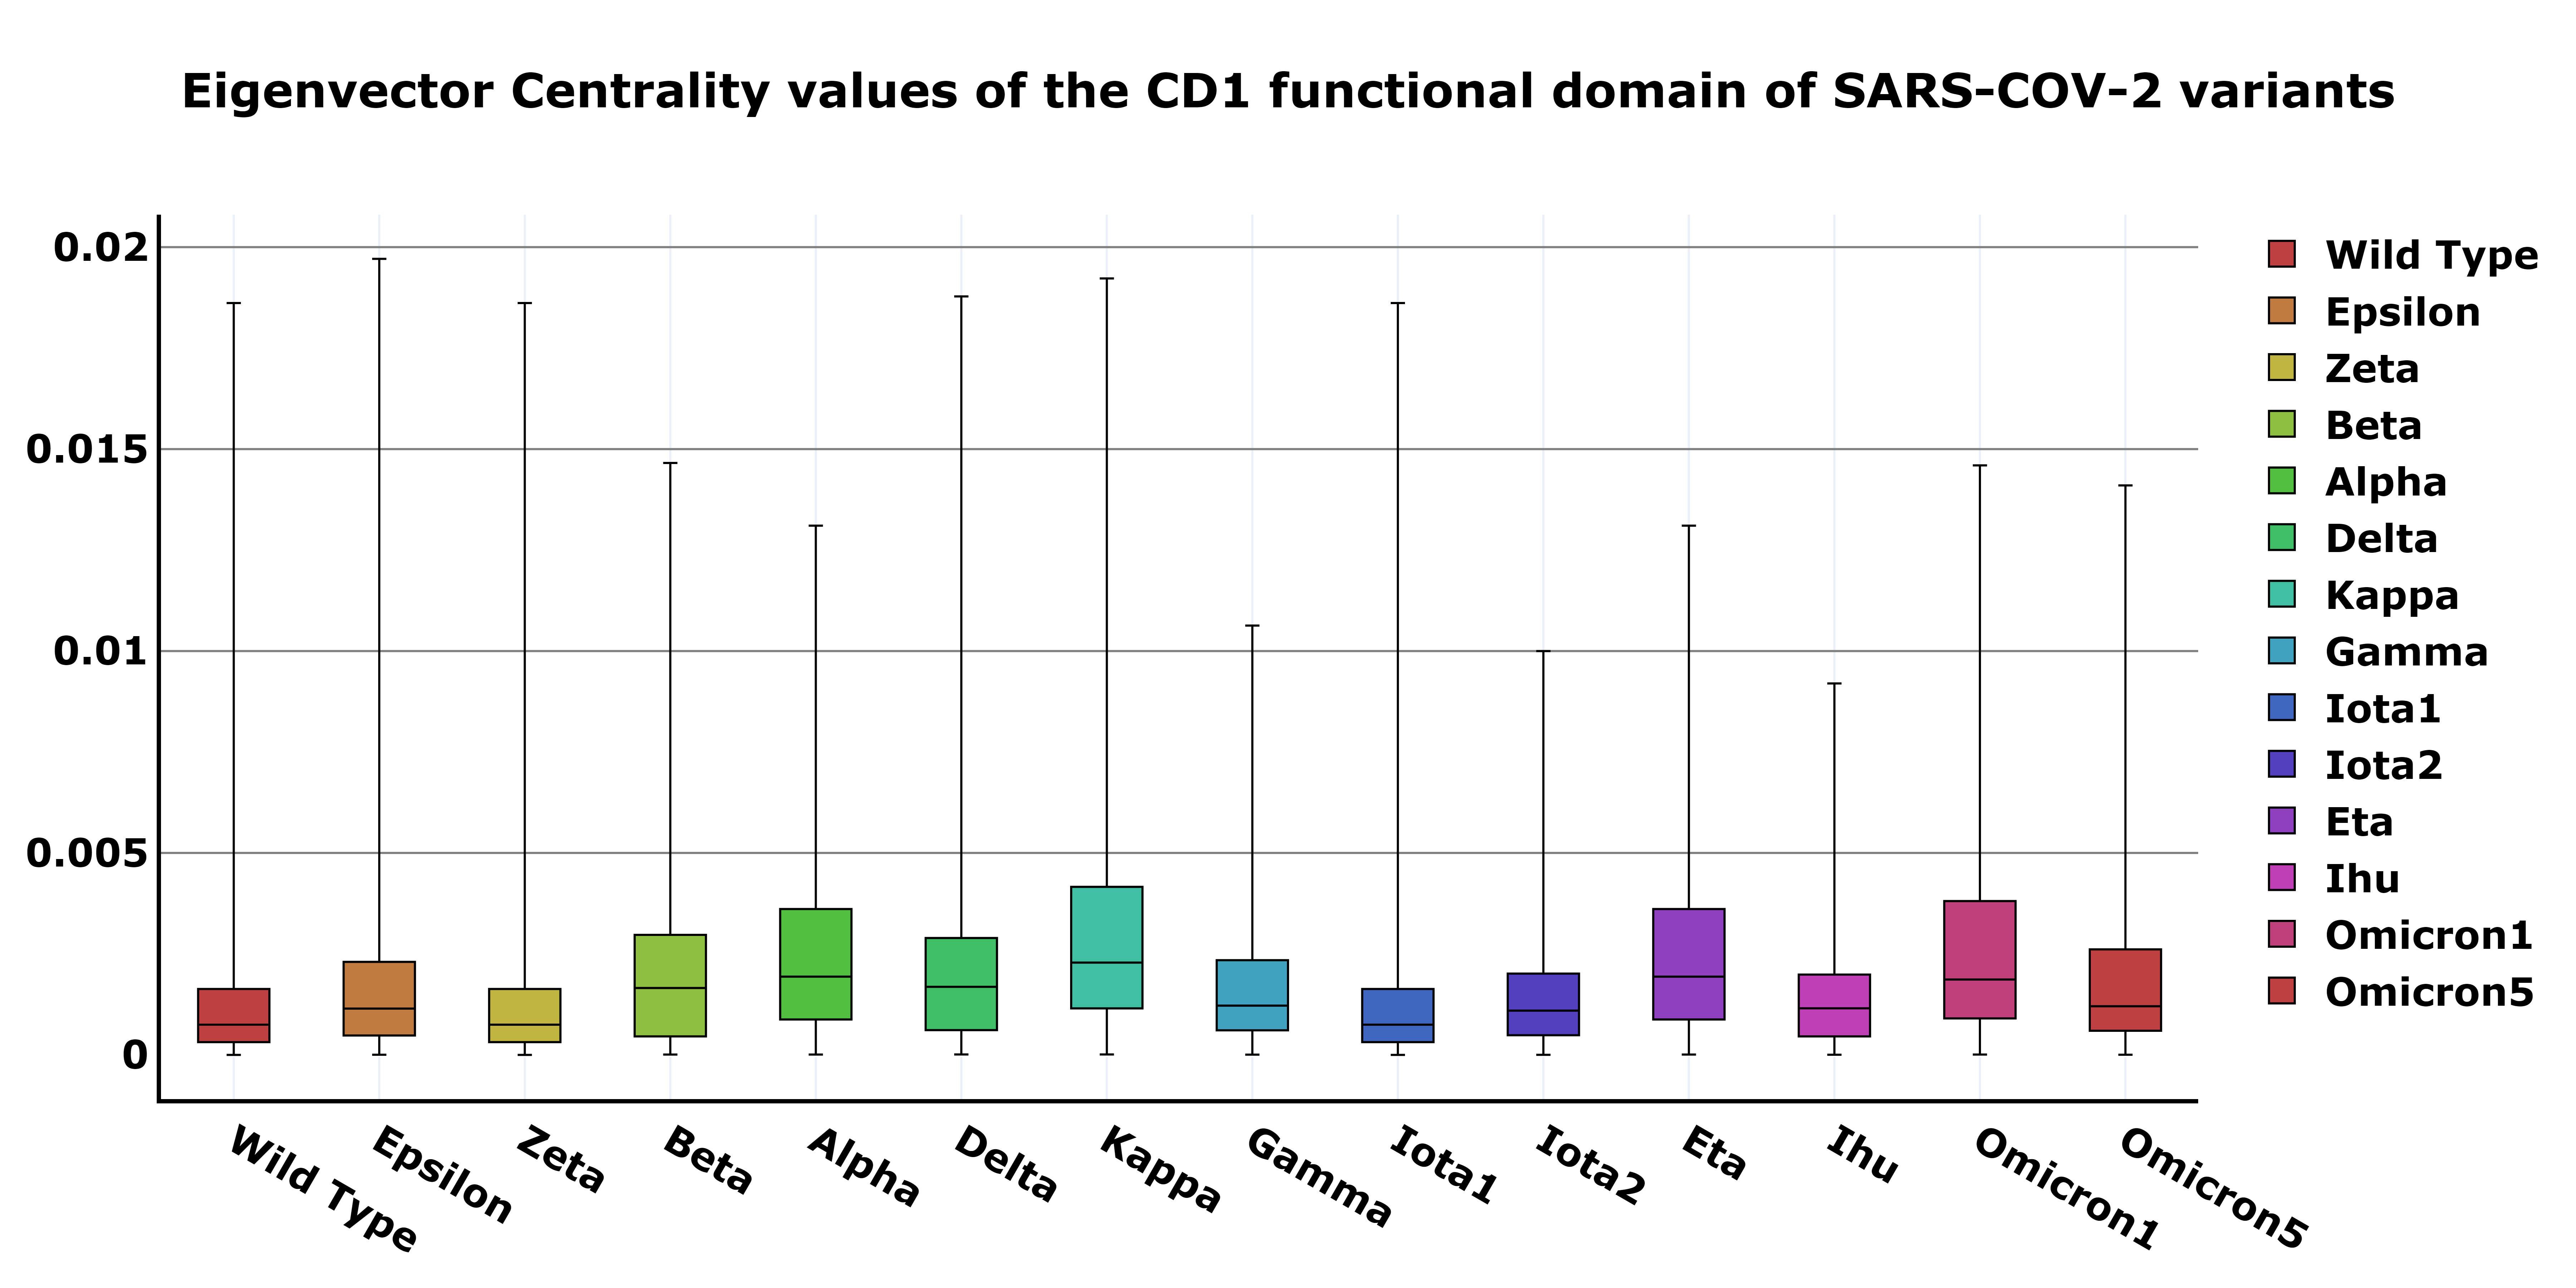 Eigenvector Centrality values of the CD1 functional domain of SARS-COV-2 variants
0.02
0.015
0.01
0.005
0
Wild Type
Epsilon
Zeta
Beta
Alpha
Delta
Kappa
Gamma
Iota1
Iota2
Eta
Ihu
Omicron1
Omicron5
Wild Type
Epsilon
Zeta
Beta
Alpha
Delta
Kappa
Gamma
Iota1
Iota2
Eta
Ihu
Omicron1
Omicron5